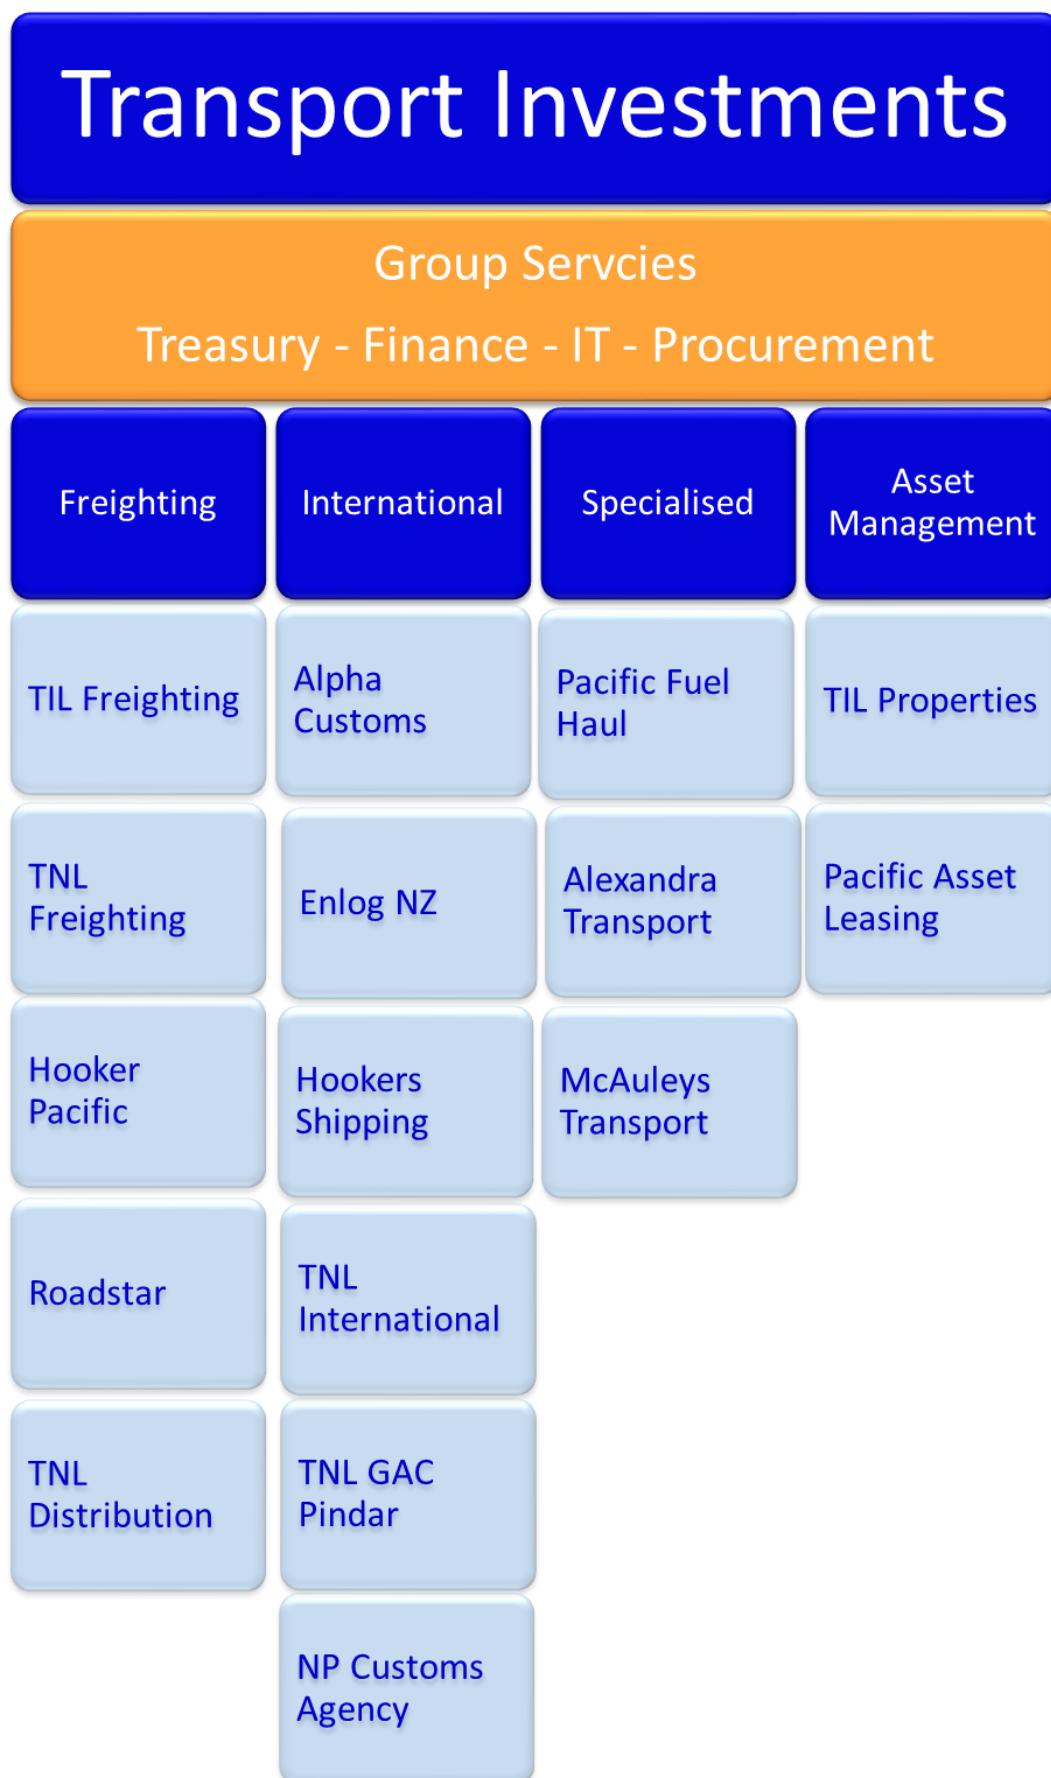 Transport Investments
Group Servcies
Treasury - Finance - IT - Procurement
Freighting
International
Specialised
Asset
Management
TIL Freighting
Alpha
Customs
Pacific Fuel
Haul
TIL Properties
TNL
Freighting
Enlog NZ
Alexandra
Transport
Pacific Asset
Leasing
Hooker
Pacific
Hookers
Shipping
McAuleys
Transport
Roadstar
TNL
International
TNL
Distribution
TNL GAC
Pindar
NP Customs
Agency